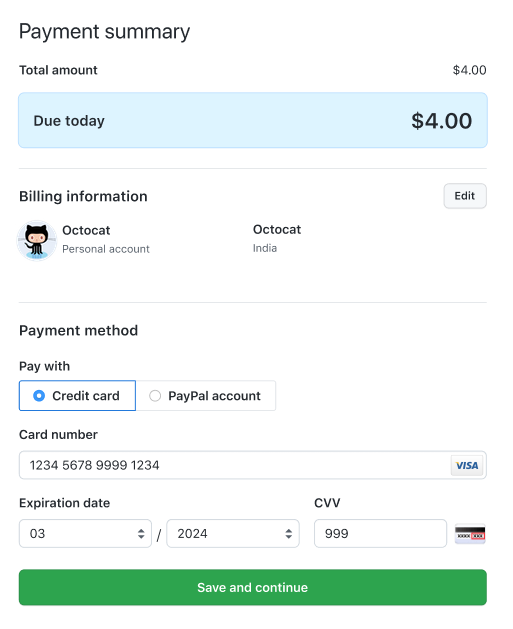 Payment summary
Total amount $4.00
Due today $4.00
Billing information Edit
Octocat Octocat
Personal account India
Payment method
Pay with
Credit card PayPal account
Card number
1234 5678 9999 1234 VISA
Expiration date CVV
03 / 2024 999
Save and continue